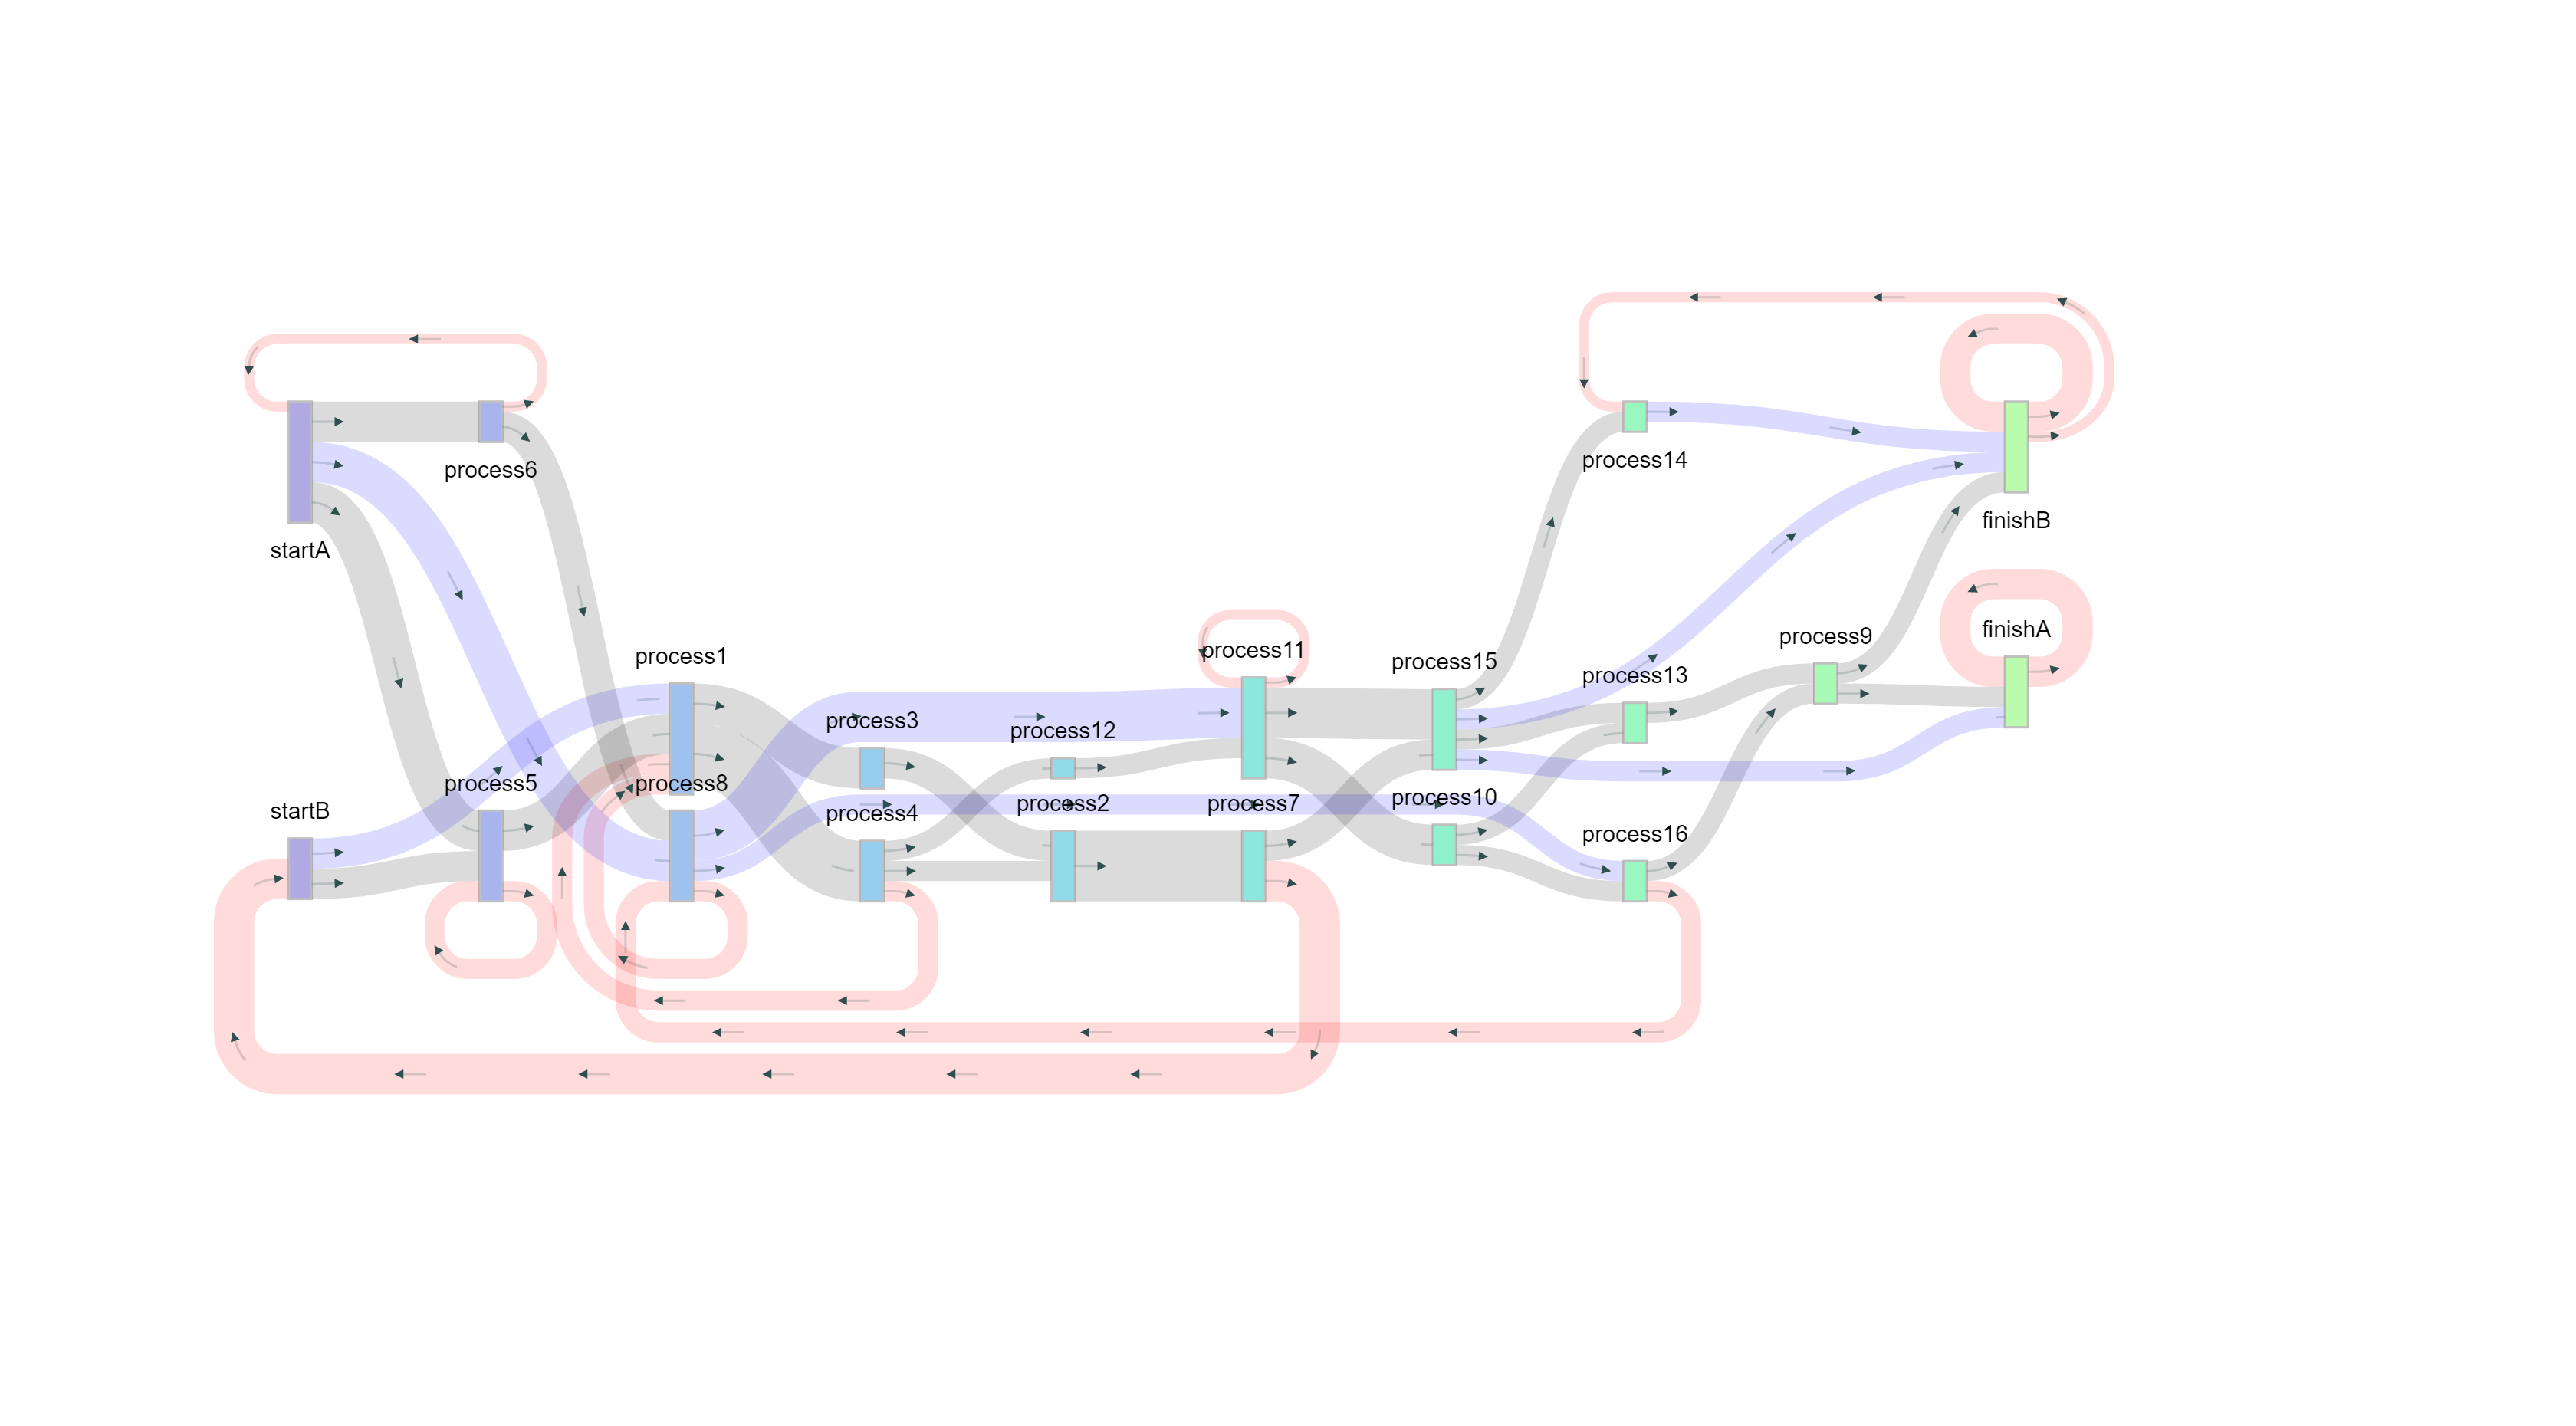 process6
process14
finishB
startA
finishA
process9
process11
process1
process15
process13
process3
process12
process5
process8
process10
process2
process7
startB
process4
process16